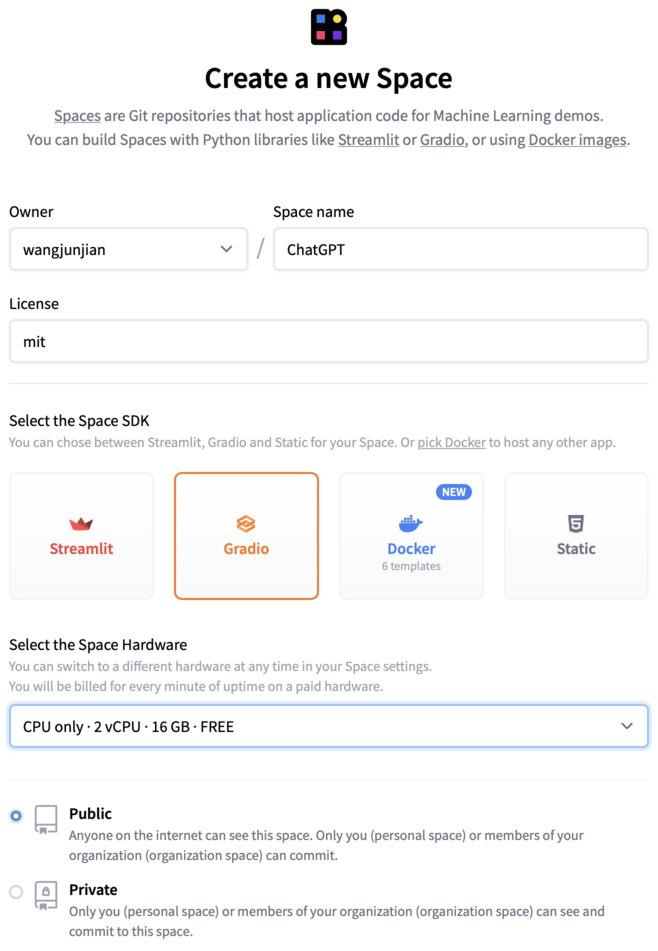 Create a new Space
Spaces are Git repositories that host application code for Machine Learning demos.
You can build Spaces with Python libraries like Streamlit or Gradio, or using Docker images.
Owner
Space name
wangjunjian
/
ChatGPT
License
mit
Select the Space SDK
You can chose between Streamlit, Gradio and Static for your Space. Or pick Docker to host any other app.
NEW
Streamlit
Gradio
Docker
Static
6 templates
Select the Space Hardware
You can switch to a different hardware at any time in your Space settings.
You will be billed for every minute of uptime on a paid hardware.
CPU only · 2 vCPU · 16 GB · FREE
Public
Anyone on the internet can see this space. Only you (personal space) or members of your
organization (organization space) can commit.
Private
Only you (personal space) or members of your organization (organization space) can see and
commit to this space.